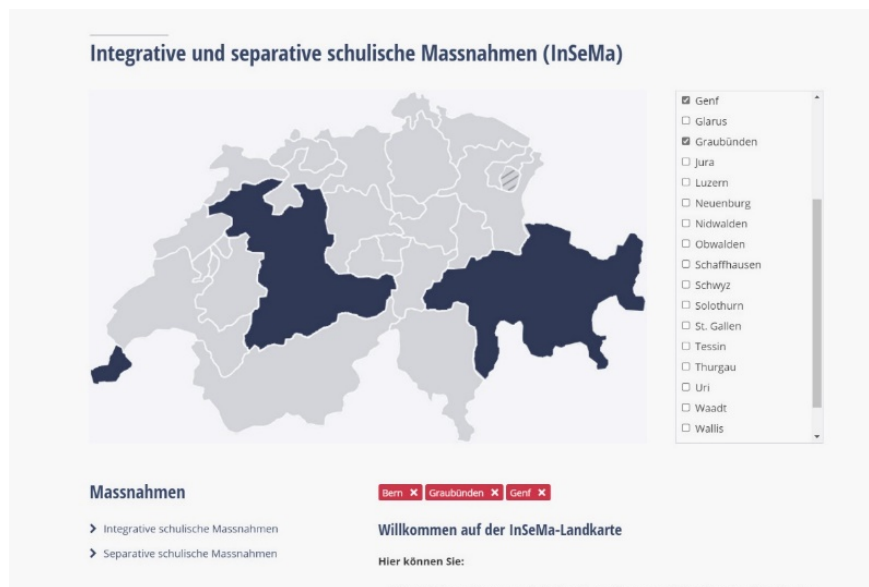 Integrative und separative schulische Massnahmen (InSeMa)
Genf
Glarus
Graubünden
Jura
Luzern
Neuenburg
Nidwalden
Obwalden
Schaffhausen
Schwyz
Solothurn
St. Gallen
Tessin
Thurgau
Uri
Waadt
Wallis
Massnahmen
Integrative schulische Massnahmen
Separative schulische Massnahmen
Bern ✕ Graubünden ✕ Genf ✕
Willkommen auf der InSeMa-Landkarte
Hier können Sie: